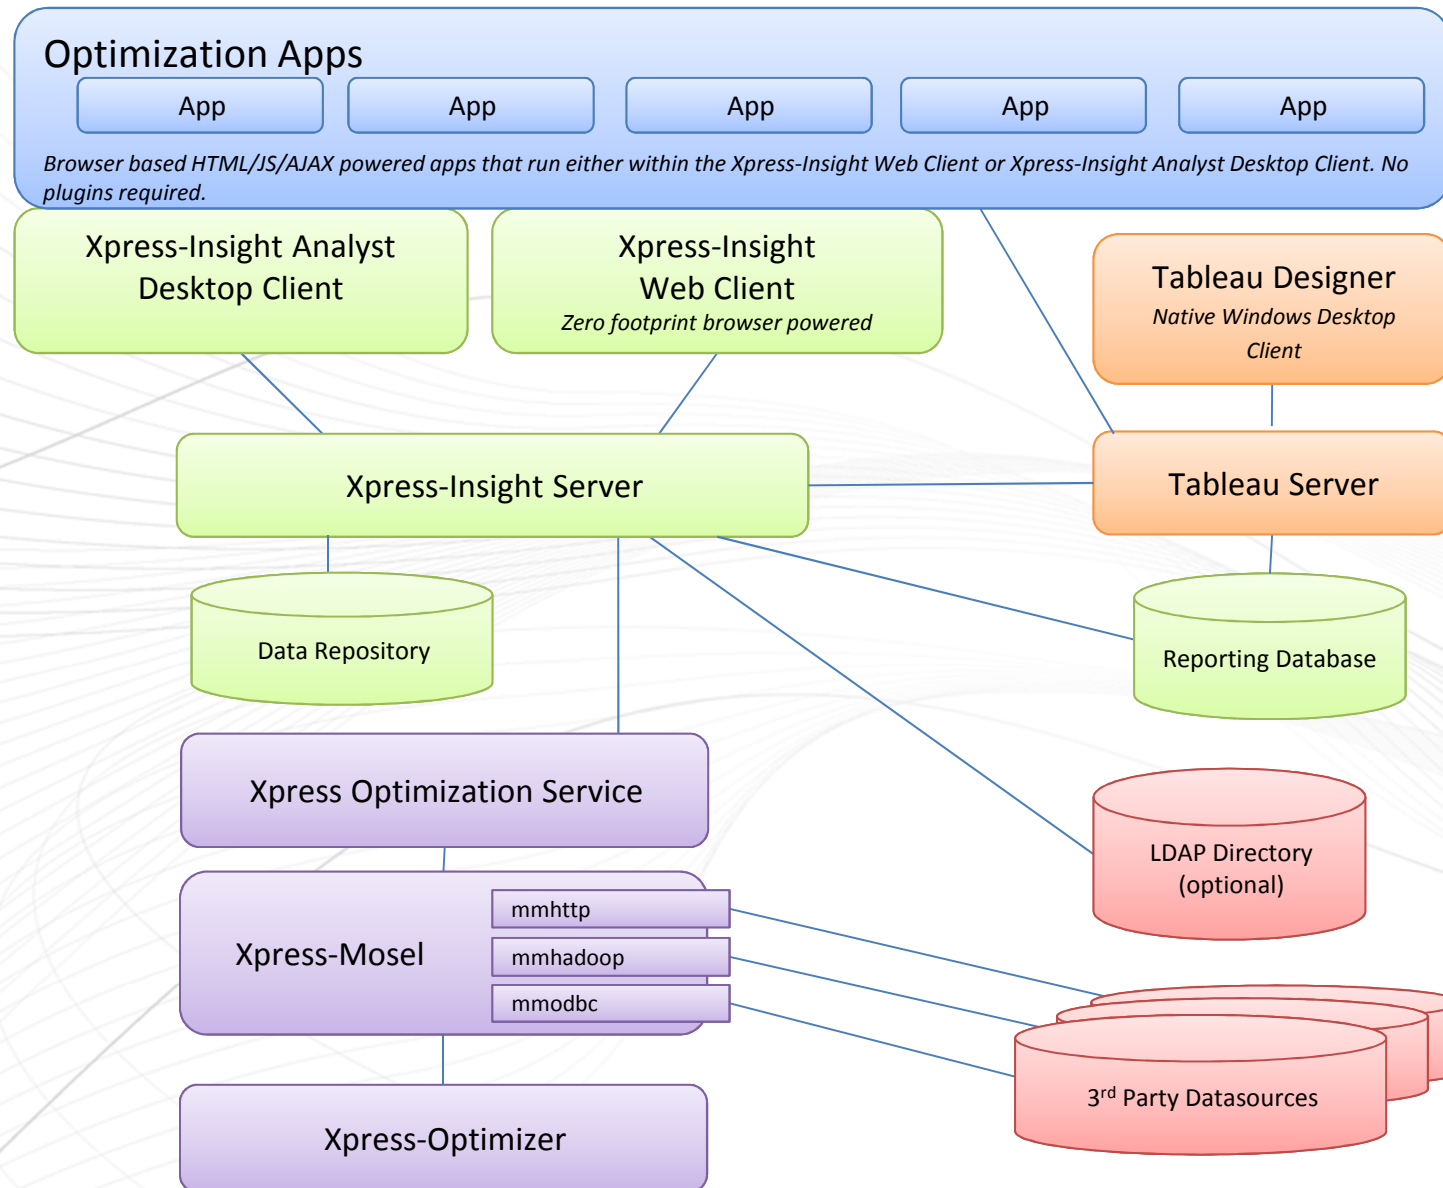 Optimization Apps
App
App
App
App
App
Browser based HTML/JS/AJAX powered apps that run either within the Xpress-Insight Web Client or Xpress-Insight Analyst Desktop Client. No
plugins required.
Xpress-Insight Analyst
Desktop Client
Xpress-Insight
Web Client
Zero footprint browser powered
Tableau Designer
Native Windows Desktop
Client
Xpress-Insight Server
Tableau Server
Data Repository
Reporting Database
Xpress Optimization Service
LDAP Directory
(optional)
Xpress-Mosel
mmhttp
mmhadoop
mmodbc
3rd Party Datasources
Xpress-Optimizer